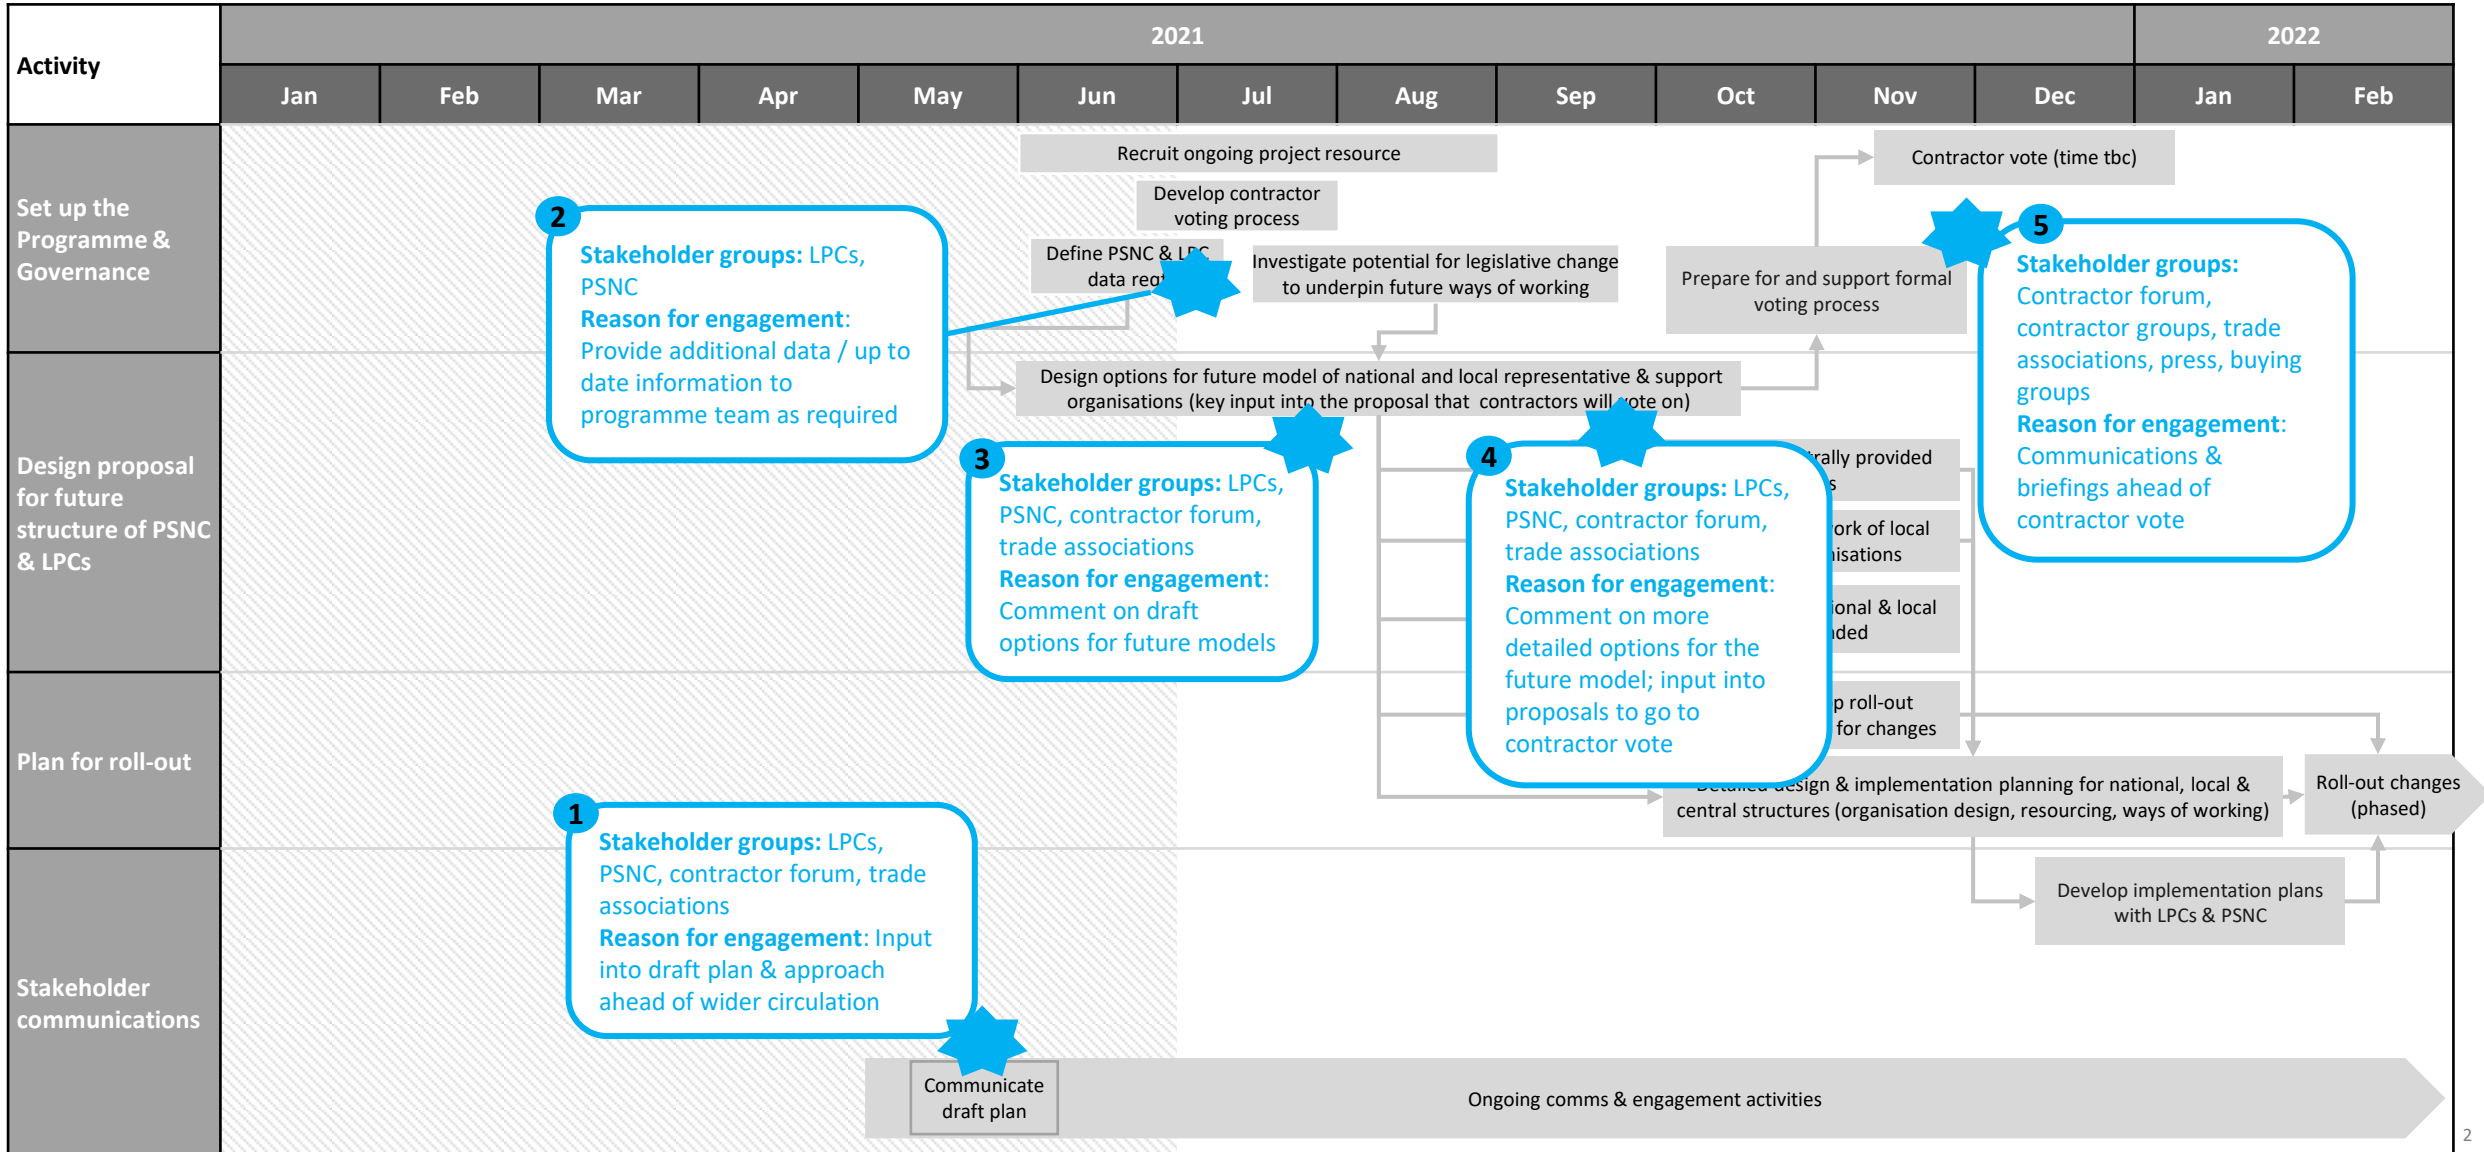 Activity
2021
2022
Jan
Feb
Mar
Apr
May
Jun
Jul
Aug
Sep
Oct
Nov
Dec
Jan
Feb
Set up the
Programme &
Governance
Recruit ongoing project resource
Contractor vote (time tbc)
Develop contractor
voting process
Define PSNC & LPC
data
Investigate potential for legislative change
to underpin future ways of working
Prepare for and support formal
voting process
2
Stakeholder groups: LPCs,
PSNC
Reason for engagement:
Provide additional data / up to
date information to
programme team as required
5
Stakeholder groups:
Contractor forum,
contractor groups, trade
associations, press, buying
groups
Reason for engagement:
Communications &
briefings ahead of
contractor vote
Design proposal
for future
structure of PSNC
& LPCs
Design options for future model of national and local representative & support
organisations (key input into the proposal that contractors will vote on)
3
Stakeholder groups: LPCs,
PSNC, contractor forum,
trade associations
Reason for engagement:
Comment on draft
options for future models
4
Stakeholder groups: LPCs,
PSNC, contractor forum,
trade associations
Reason for engagement:
Comment on more
detailed options for the
future model; input into
proposals to go to
contractor vote
provided
of local
& local
Plan for roll-out
roll-out
for changes
Detailed design & implementation planning for national, local &
central structures (organisation design, resourcing, ways of working)
Roll-out changes
(phased)
Develop implementation plans
with LPCs & PSNC
Stakeholder
communications
1
Stakeholder groups: LPCs,
PSNC, contractor forum, trade
associations
Reason for engagement: Input
into draft plan & approach
ahead of wider circulation
Communicate
draft plan
Ongoing comms & engagement activities
2